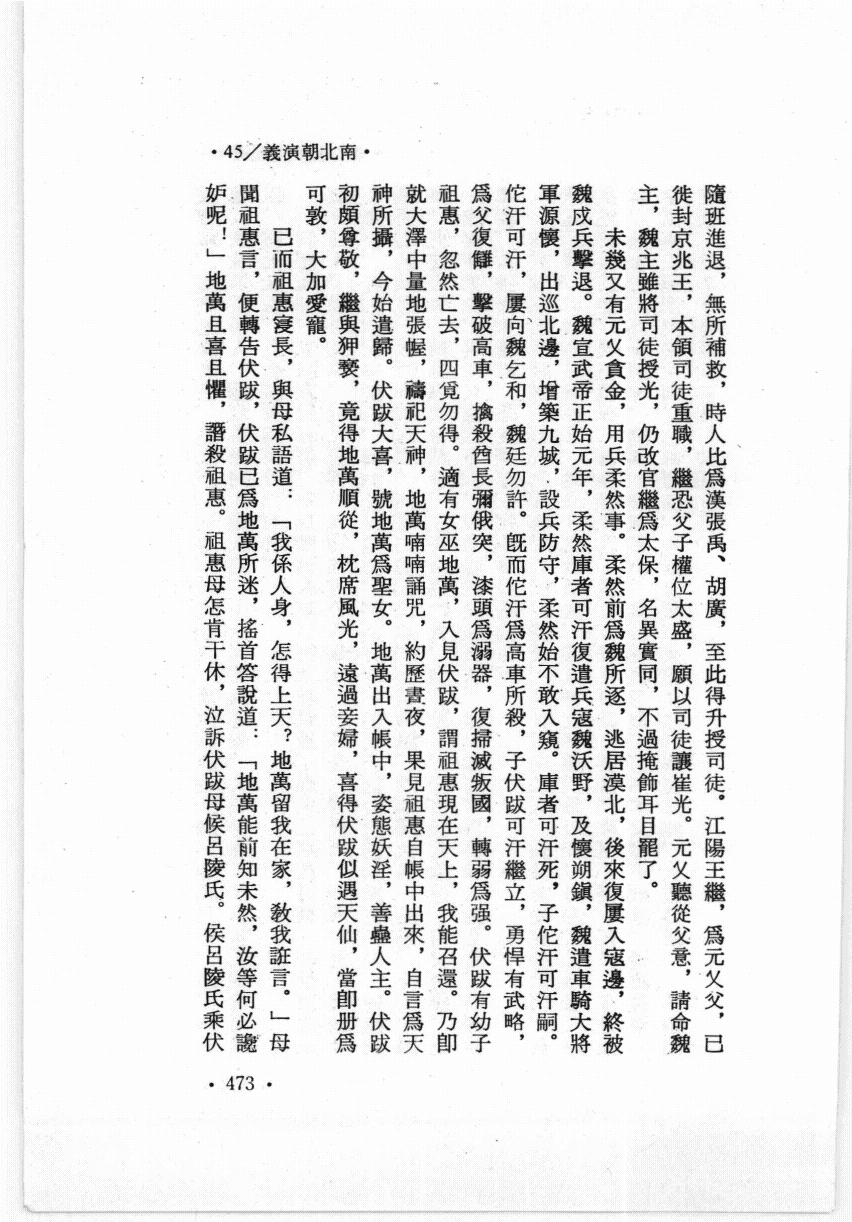 ·45／義演朝北南·
隨班進退，無所補救，時人比爲漢張禹、胡廣，至此得升授司徒。江陽王繼，爲元乂父，已
徙封京兆王，本領司徒重職，繼恐父子權位太盛，願以司徒讓崔光。元乂聽從父意，請命魏
主，魏主雖將司徒授光，仍改官繼爲太保，名異實同，不過掩飾耳目罷了。
未幾又有元乂貪金，用兵柔然事。柔然前爲魏所逐，逃居漠北，後來復屢入寇邊，終被
魏戍兵擊退。魏宣武帝正始元年，柔然庫者可汗復遣兵寇魏沃野，及懷朔鎮，魏遣車騎大將
軍源懷，出巡北邊，增築九城，設兵防守，柔然始不敢入窺。庫者可汗死，子佗汗可汗嗣。
佗汗可汗，屢向魏乞和，魏廷勿許。旣而佗汗爲高車所殺，子伏跋可汗繼立，勇悍有武略，
爲父復讎，擊破高車，擒殺酋長彌俄突，漆頭爲溺器，復掃滅叛國，轉弱爲强。伏跋有幼子
祖惠，忽然亡去，四覓勿得。適有女巫地萬，入見伏跋，謂祖惠現在天上，我能召還。乃卽
就大澤中量地張幄，禱祀天神，地萬喃喃誦咒，約歷晝夜，果見祖惠自帳中出來，自言爲天
神所攝，今始遣歸。伏跋大喜，號地萬爲聖女。地萬出入帳中，姿態妖淫，善蠱人主。伏跋
初頗尊敬，繼與狎褻，竟得地萬順從，枕席風光，遠過妾婦，喜得伏跋似遇天仙，當卽册爲
可敦，大加愛寵。
已而祖惠寖長，與母私語道：「我係人身，怎得上天？地萬留我在家，敎我誑言。」母
聞祖惠言，便轉告伏跋，伏跋已爲地萬所迷，搖首答說道：「地萬能前知未然，汝等何必讒
妒呢！」地萬且喜且懼，譖殺祖惠。祖惠母怎肯干休，泣訴伏跋母候呂陵氏。侯呂陵氏乘伏
·473·